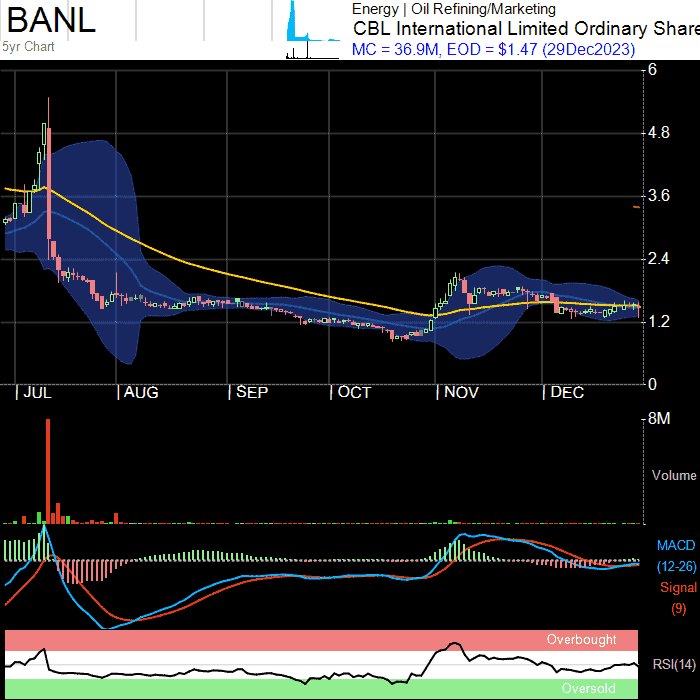 BANL
5yr Chart
Energy | Oil Refining/Marketing
CBL International Limited Ordinary Share
MC = 36.9M, EOD = $1.47 (29Dec2023)
6
4.8
3.6
2.4
1.2
0
JUL
AUG
SEP
OCT
NOV
DEC
8M
Volume
MACD
(12-26)
Signal
(9)
Overbought
RSI(14)
Oversold